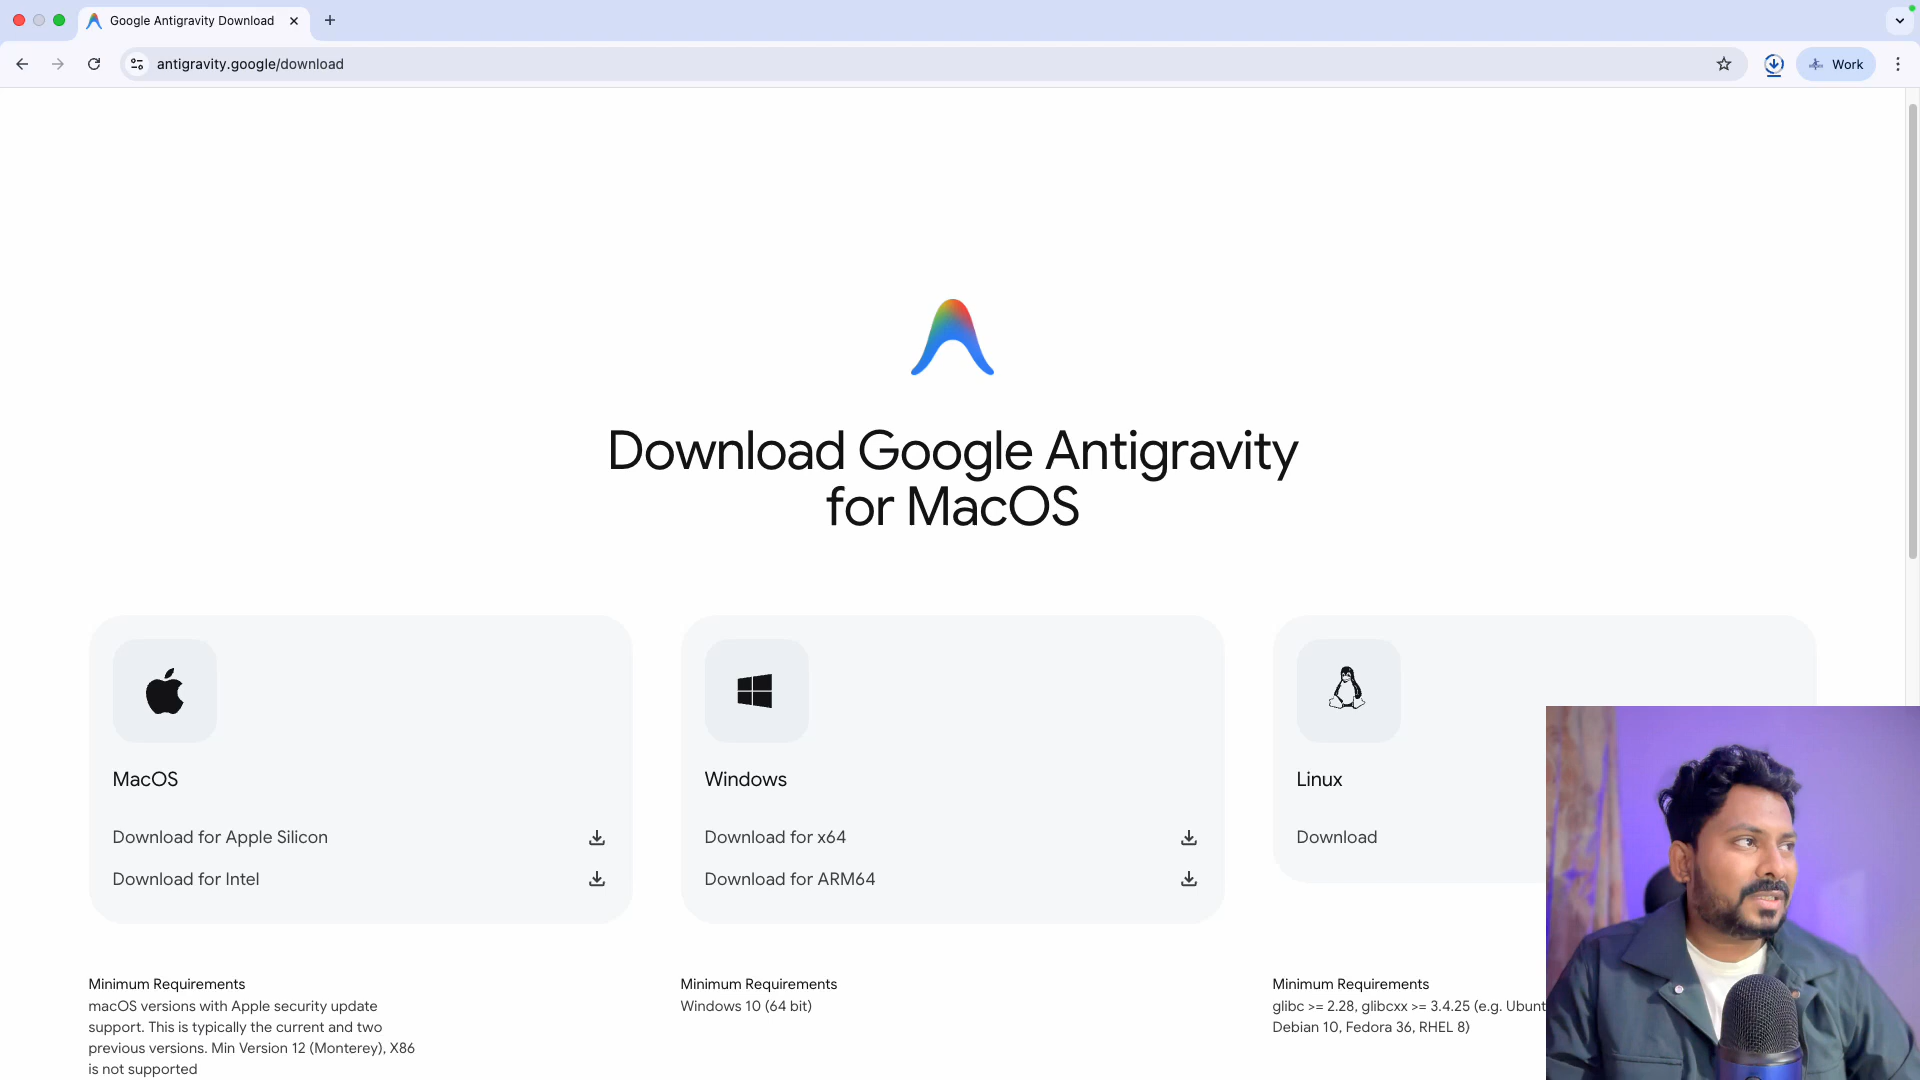 Google Antigravity Download
antigravity.google/download
Work
Download Google Antigravity
for MacOS
MacOS
Download for Apple Silicon
Download for Intel
Windows
Download for x64
Download for ARM64
Linux
Download
Minimum Requirements
macOS versions with Apple security update
support. This is typically the current and two
previous versions. Min Version 12 (Monterey), X86
is not supported
Minimum Requirements
Windows 10 (64 bit)
Minimum Requirements
glibc >= 2.28, glibcxx >= 3.4.25 (e.g. Ubunt
Debian 10, Fedora 36, RHEL 8)